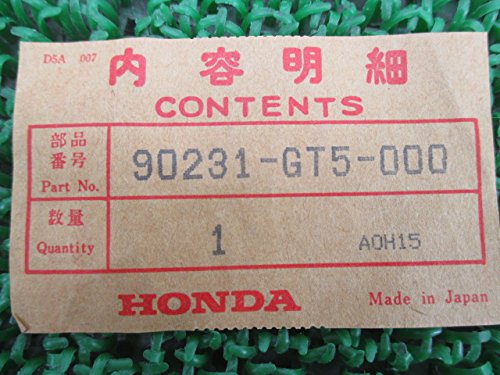 D5A 007
内容明細
CONTENTS
部品
番号
Part No.
90231-GT5-000
数量
Quantity
1 AOH15
HONDA Made in Japan